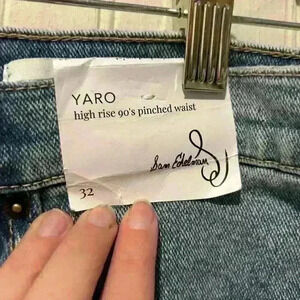 YARO
high rise 90's pinched waist
Sam Edelman
32